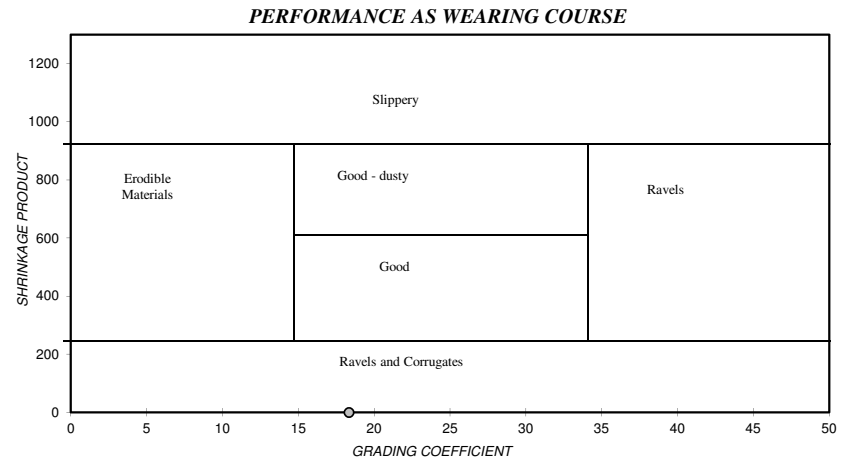 PERFORMANCE AS WEARING COURSE
1200
1000
800
600
400
200
0
SHRINKAGE PRODUCT
Slippery
Erodible
Materials
Good - dusty
Ravels
Good
Ravels and Corrugates
0 5 10 15 20 25 30 35 40 45 50
GRADING COEFFICIENT